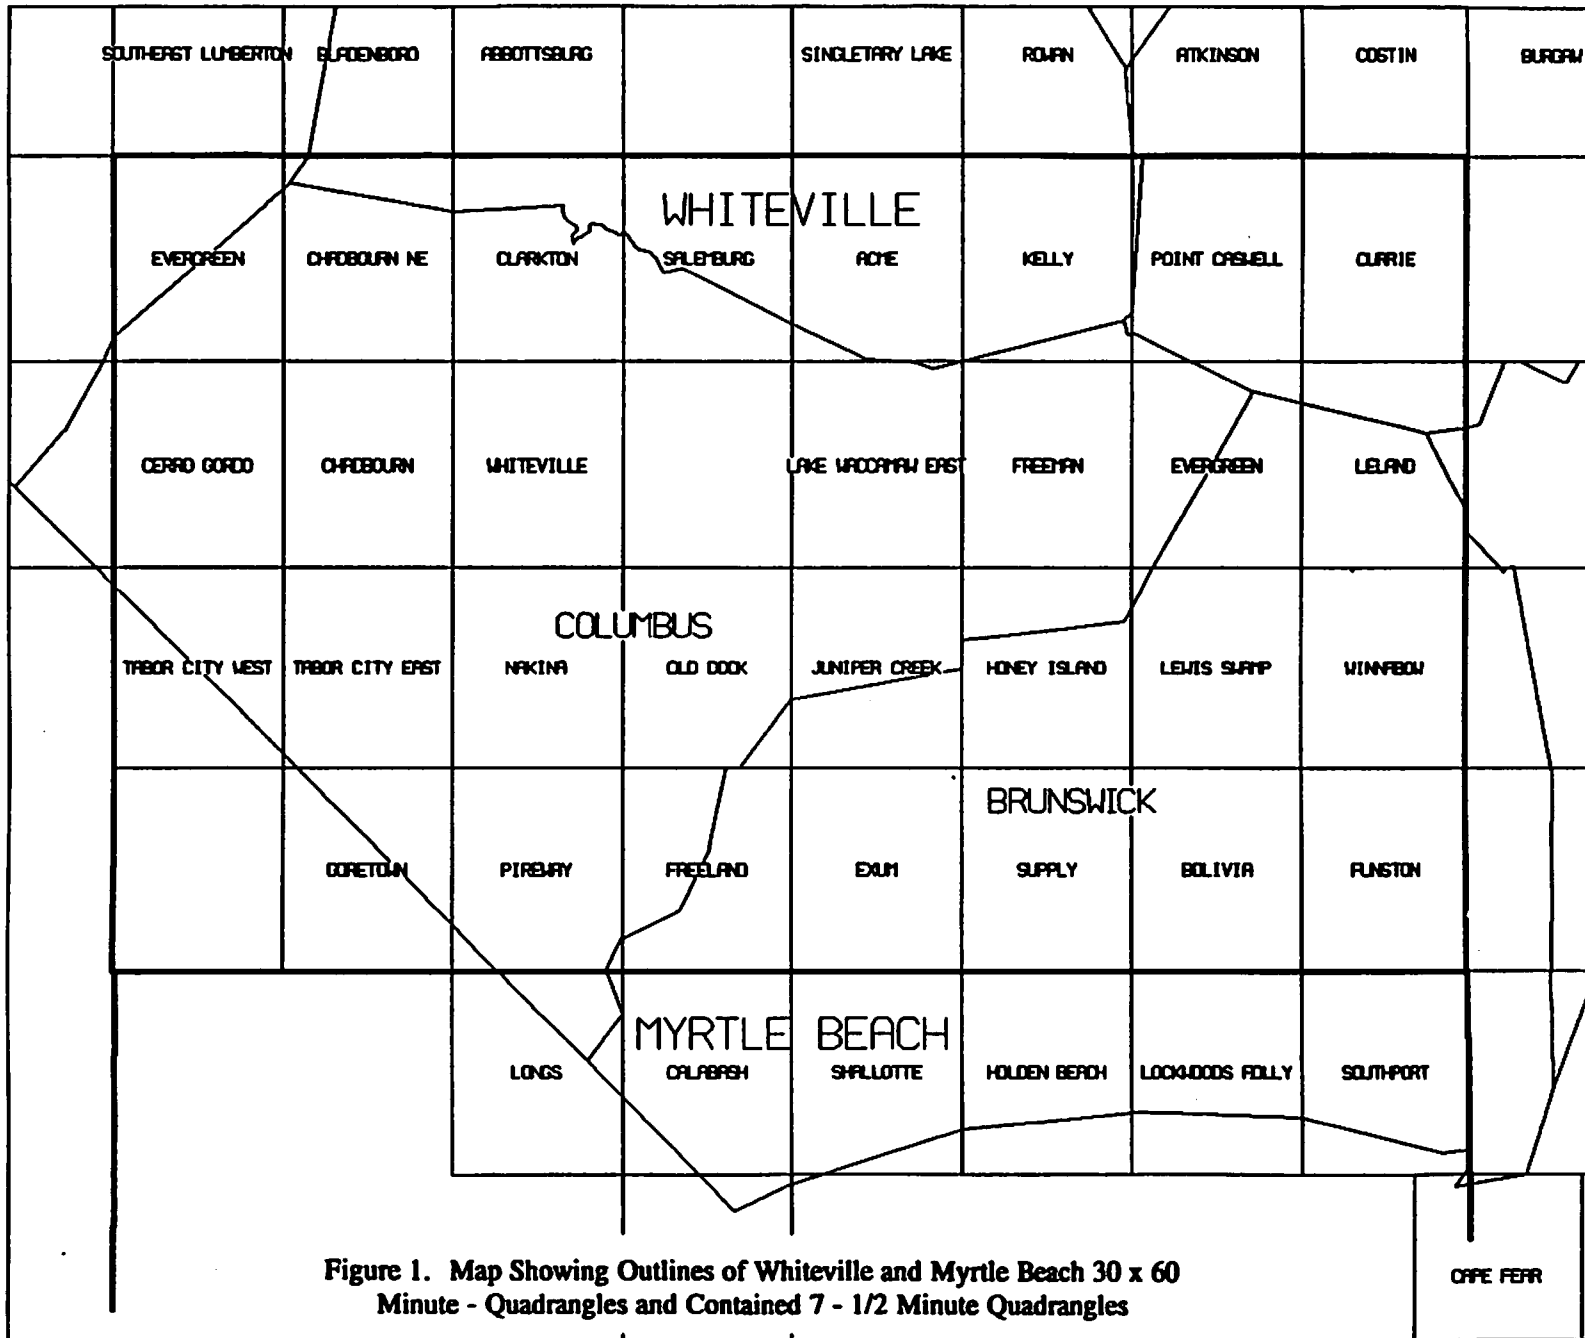 SOUTHEAST LUMBERTON BLADENBORO ABBOTTSBURG SINGLETARY LAKE ROWAN ATKINSON COSTIN BURGAW
WHITEVILLE
EVERGREEN CHADBOURN NE CLARKTON SALEMBURG ACME KELLY POINT CASWELL CURRIE
CERRO GORDO CHADBOURN WHITEVILLE LAKE WACCAMAW EAST FREEMAN EVERGREEN LELAND
COLUMBUS
TABOR CITY WEST TABOR CITY EAST NAKINA OLD DOCK JUNIPER CREEK HONEY ISLAND LEWIS SWAMP WINNABOW
BRUNSWICK
GORETOWN PIREWAY FREELAND EXUM SUPPLY BOLIVIA FUNSTON
MYRTLE BEACH
LONGS CALABASH SHALLOTTE HOLDEN BEACH LOCKWOODS FOLLY SOUTHPORT
CAPE FEAR
Figure 1. Map Showing Outlines of Whiteville and Myrtle Beach 30 x 60
Minute - Quadrangles and Contained 7 - 1/2 Minute Quadrangles